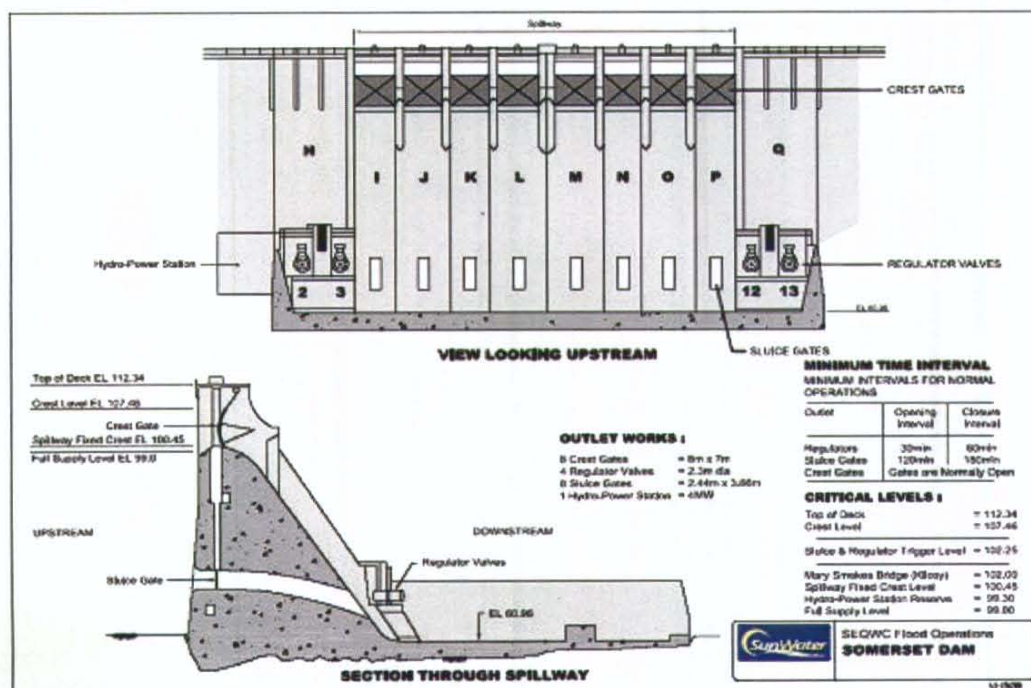 Spillway
CREST GATES
H
I
J
K
L
M
N
O
P
Q
Hydro-Power Station
REGULATOR VALVES
2
3
12
13
VIEW LOOKING UPSTREAM
SLUICE GATES
Top of Deck EL 112.34
Crest Level EL 107.46
Crest Gate
Spillway Fixed Crest EL 100.45
Full Supply Level EL 99.0
UPSTREAM
DOWNSTREAM
Sluice Gate
Regulator Valves
EL 60.96
SECTION THROUGH SPILLWAY
OUTLET WORKS :
8 Crest Gates = 8m x 7m
4 Regulator Valves = 2.3m dia
8 Sluice Gates = 2.44m x 3.66m
1 Hydro-Power Station = 4MW
MINIMUM TIME INTERVAL
MINIMUM INTERVALS FOR NORMAL
OPERATIONS
Outlet Opening Interval Closure Interval
Regulators 30min 60min
Sluice Gates 120min 180min
Crest Gates Gates are Normally Open
CRITICAL LEVELS :
Top of Deck = 112.34
Crest Level = 107.46
Sluice & Regulator Trigger Level = 102.25
Mary Smokes Bridge (Kilcoy) = 102.00
Spillway Fixed Crest Level = 100.45
Hydro-Power Station Reserve = 99.30
Full Supply Level = 99.00
SunWater
SEQWC Flood Operations
SOMERSET DAM